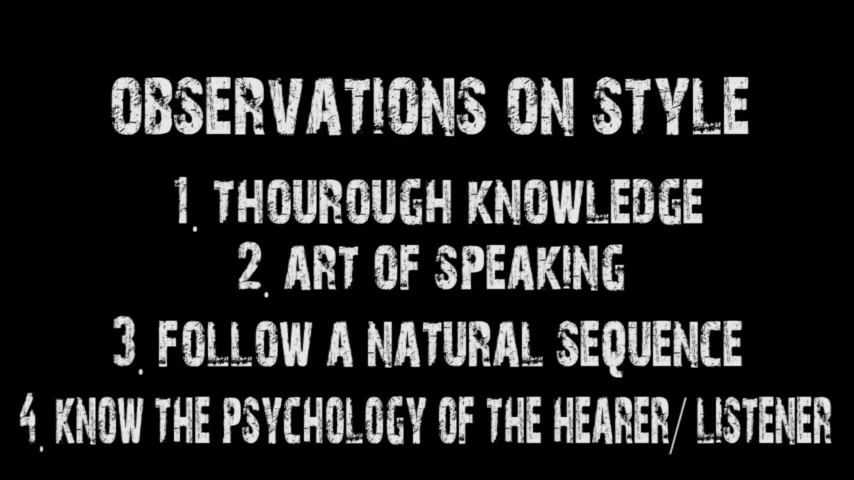 OBSERVATIONS ON STYLE
1. THOUROUGH KNOWLEDGE
2. ART OF SPEAKING
3. FOLLOW A NATURAL SEQUENCE
4. KNOW THE PSYCHOLOGY OF THE HEARER/ LISTENER